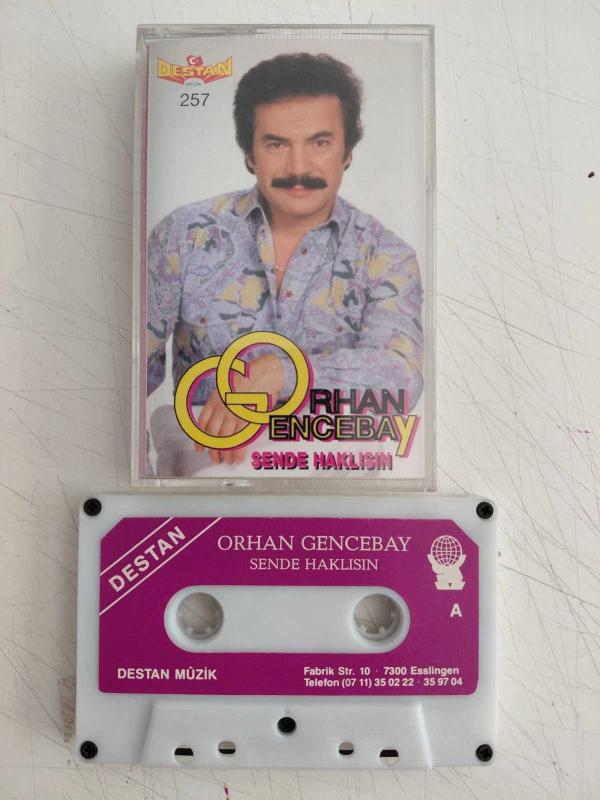 DESTAN
MÜZİK
257
ORHAN
GENCEBAY
SENDE HAKLISIN
DESTAN
ORHAN GENCEBAY
SENDE HAKLISIN
A
DESTAN MÛZİK
Fabrik Str. 10 · 7300 Esslingen
Telefon (07 11) 35 02 22 · 35 97 04